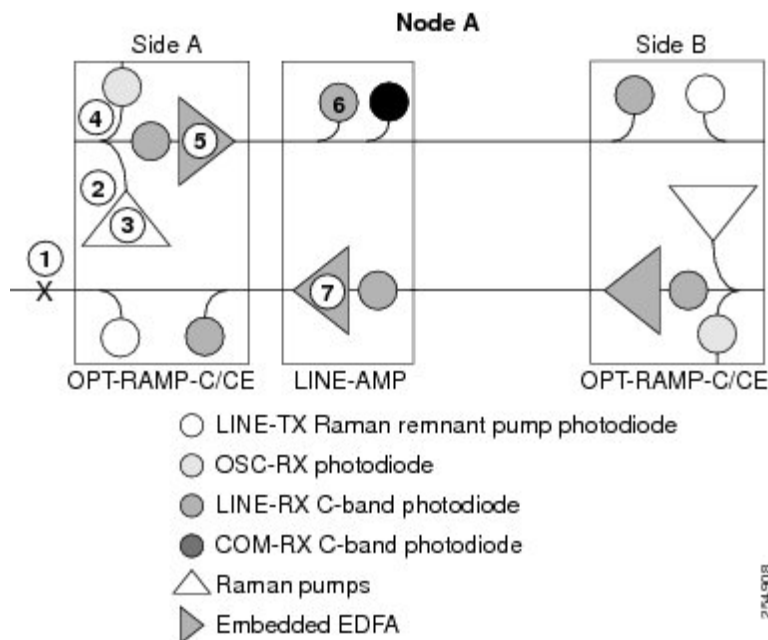 Node A
Side A
Side B
4
6
5
2
3
1
7
X
OPT-RAMP-C/CE
LINE-AMP
OPT-RAMP-C/CE
LINE-TX Raman remnant pump photodiode
OSC-RX photodiode
LINE-RX C-band photodiode
COM-RX C-band photodiode
Raman pumps
Embedded EDFA
254908